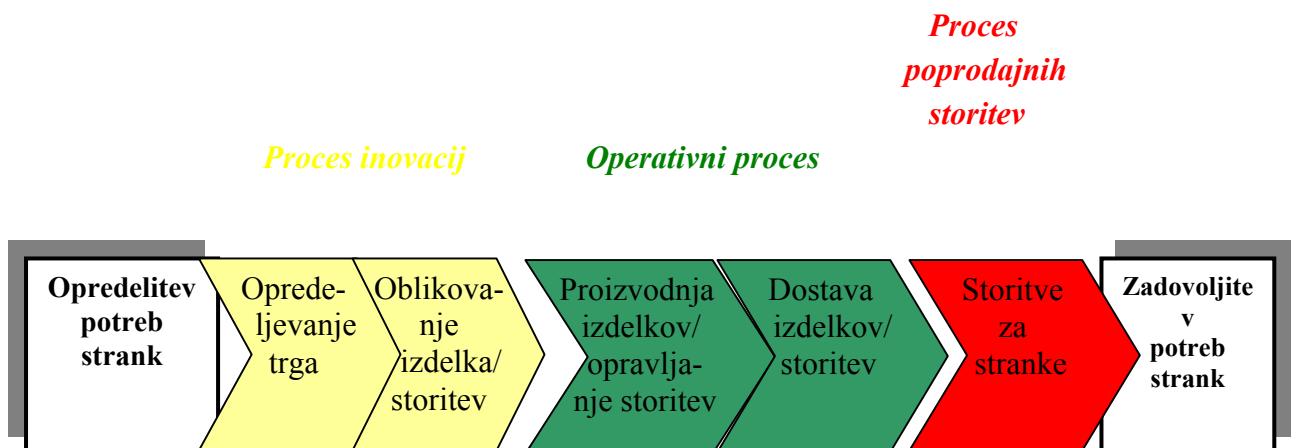 Proces
poprodajnih
storitev
Proces inovacij
Operativni proces
Opredelitev
potreb
strank
Oprede-
ljevanje
trga
Oblikova-
nje
izdelka/
storitev
Proizvodnja
izdelkov/
opravlja-
nje storitev
Dostava
izdelkov/
storitev
Storitve
za
stranke
Zadovoljite
v
potreb
strank